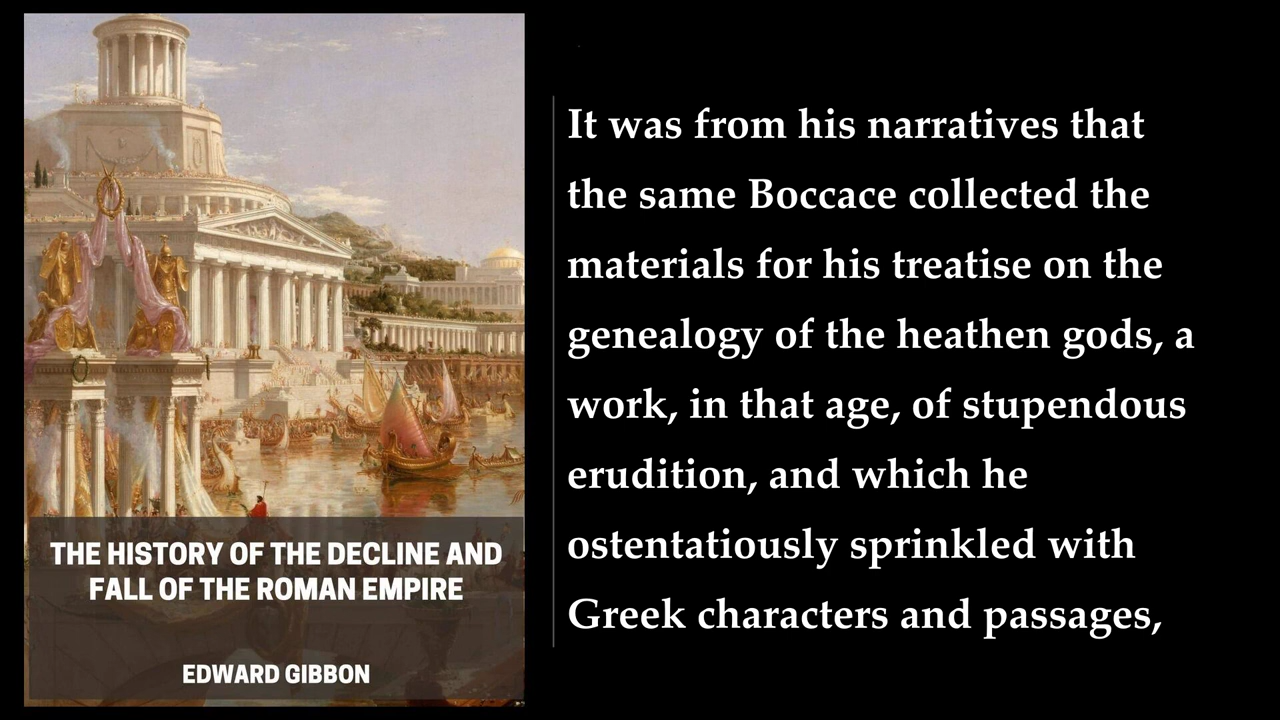 THE HISTORY OF THE DECLINE AND
FALL OF THE ROMAN EMPIRE
EDWARD GIBBON
It was from his narratives that
the same Boccace collected the
materials for his treatise on the
genealogy of the heathen gods, a
work, in that age, of stupendous
erudition, and which he
ostentatiously sprinkled with
Greek characters and passages,